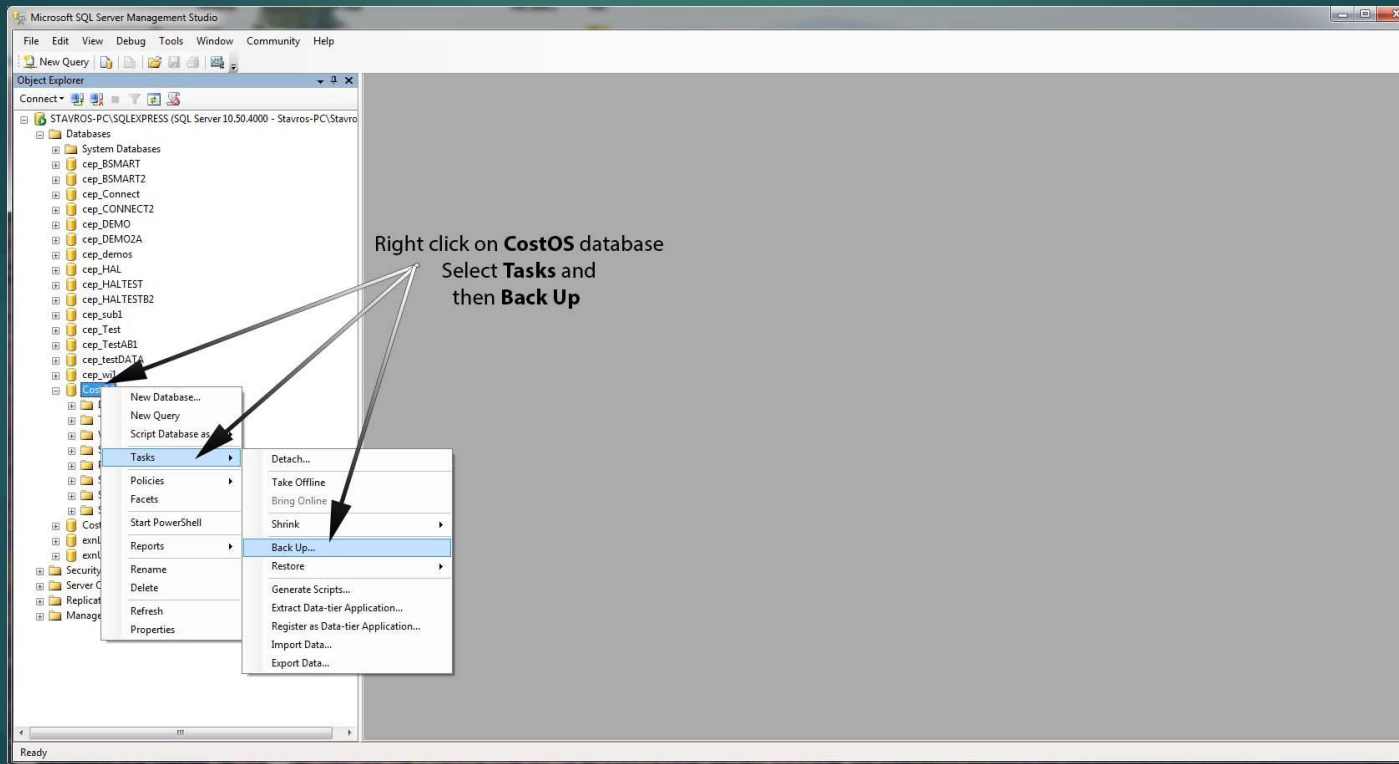 Microsoft SQL Server Management Studio
File Edit View Debug Tools Window Community Help
New Query
Object Explorer
Connect
STAVROS-PC\SQLEXPRESS (SQL Server 10.50.4000 - Stavros-PC\Stavro
Databases
System Databases
cep_BSMART
cep_BSMART2
cep_Connect
cep_CONNECT2
cep_DEMO
cep_DEMO2A
cep_demos
cep_HAL
cep_HALTEST
cep_HALTESTB2
cep_sub1
cep_Test
cep_TestAB1
cep_testDATA
cep_wi1
Right click on CostOS database
Select Tasks and
then Back Up
New Database...
New Query
Script Database as
Tasks
Policies
Facets
Start PowerShell
Reports
Rename
Delete
Refresh
Properties
Detach...
Take Offline
Bring Online
Shrink
Back Up...
Restore
Generate Scripts...
Extract Data-tier Application...
Register as Data-tier Application...
Import Data...
Export Data...
Cost
Security
Server
Replicat
Manage
Ready